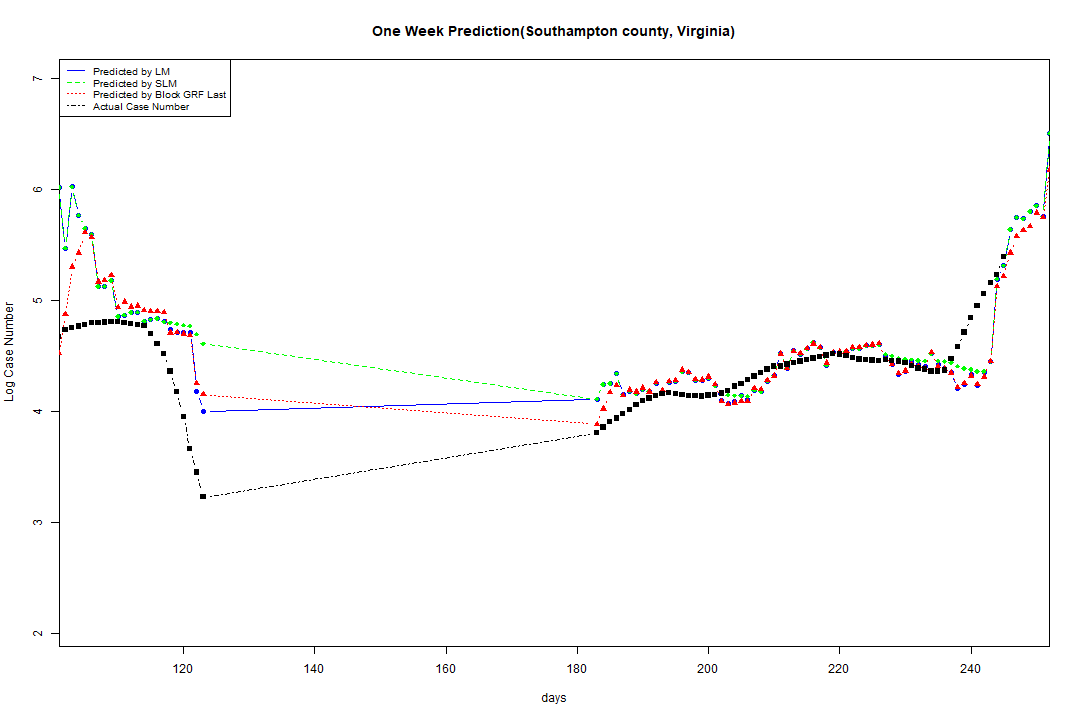 One Week Prediction(Southampton county, Virginia)
Predicted by LM
Predicted by SLM
Predicted by Block GRF Last
Actual Case Number
7
6
5
4
3
2
Log Case Number
120 140 160 180 200 220 240
days